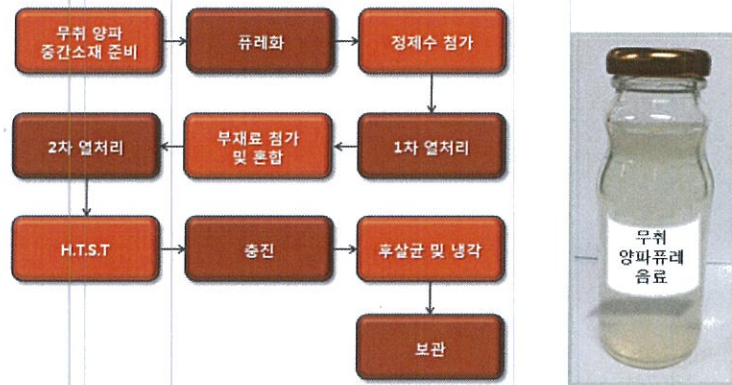 무취 양파
중간소재 준비
퓨레화
정제수 첨가
1차 열처리
부재료 첨가
및 혼합
2차 열처리
H.T.S.T
충진
후살균 및 냉각
보관
무취
양파퓨레
음료